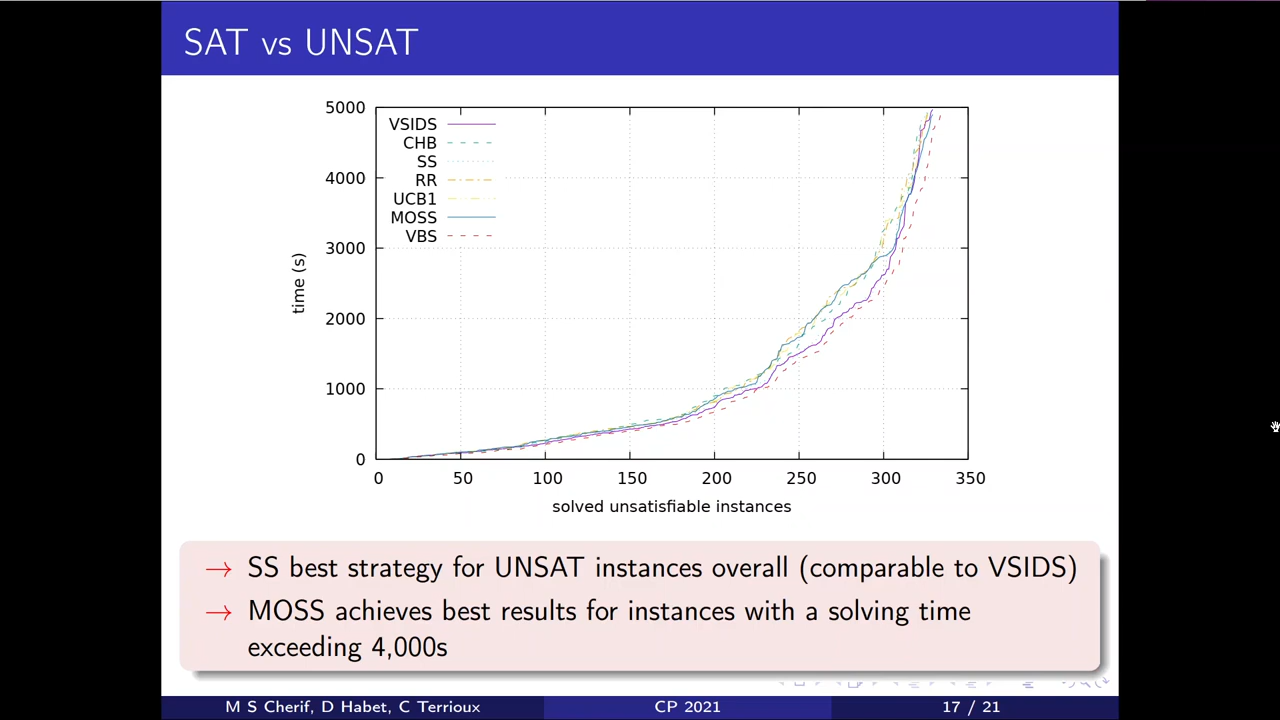 SAT vs UNSAT
5000
4000
3000
2000
1000
0
time (s)
VSIDS
CHB
SS
RR
UCB1
MOSS
VBS
0 50 100 150 200 250 300 350
solved unsatisfiable instances
→ SS best strategy for UNSAT instances overall (comparable to VSIDS)
→ MOSS achieves best results for instances with a solving time
exceeding 4,000s
M S Cherif, D Habet, C Terrioux CP 2021 17 / 21